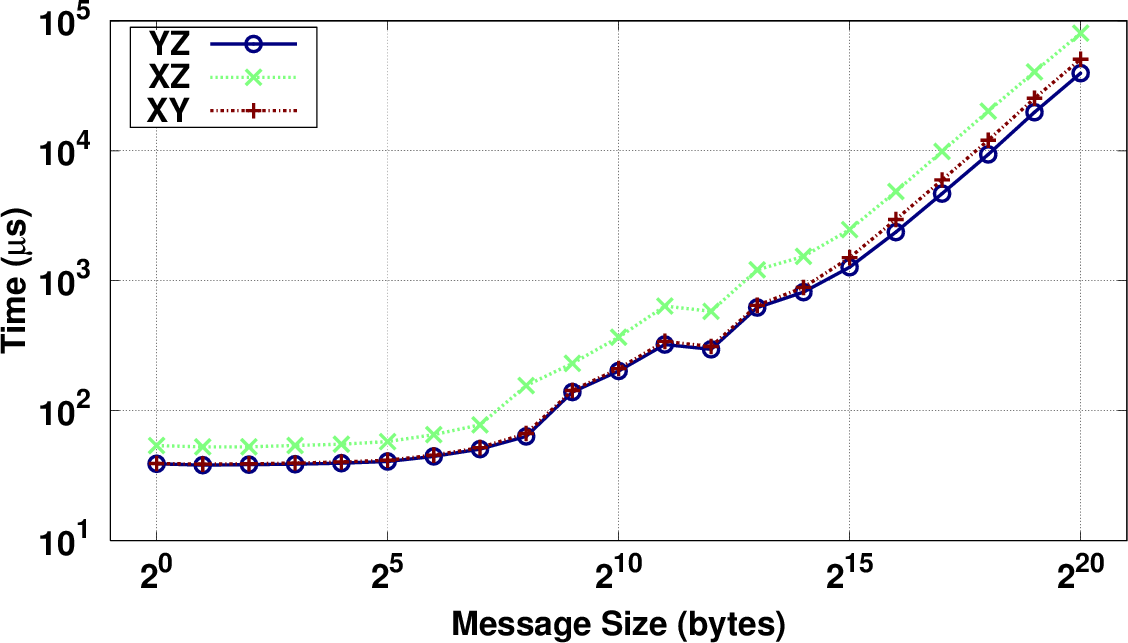 10^5
YZ
XZ
XY
10^4
10^3
10^2
10^1
Time (μs)
2^0 2^5 2^10 2^15 2^20
Message Size (bytes)